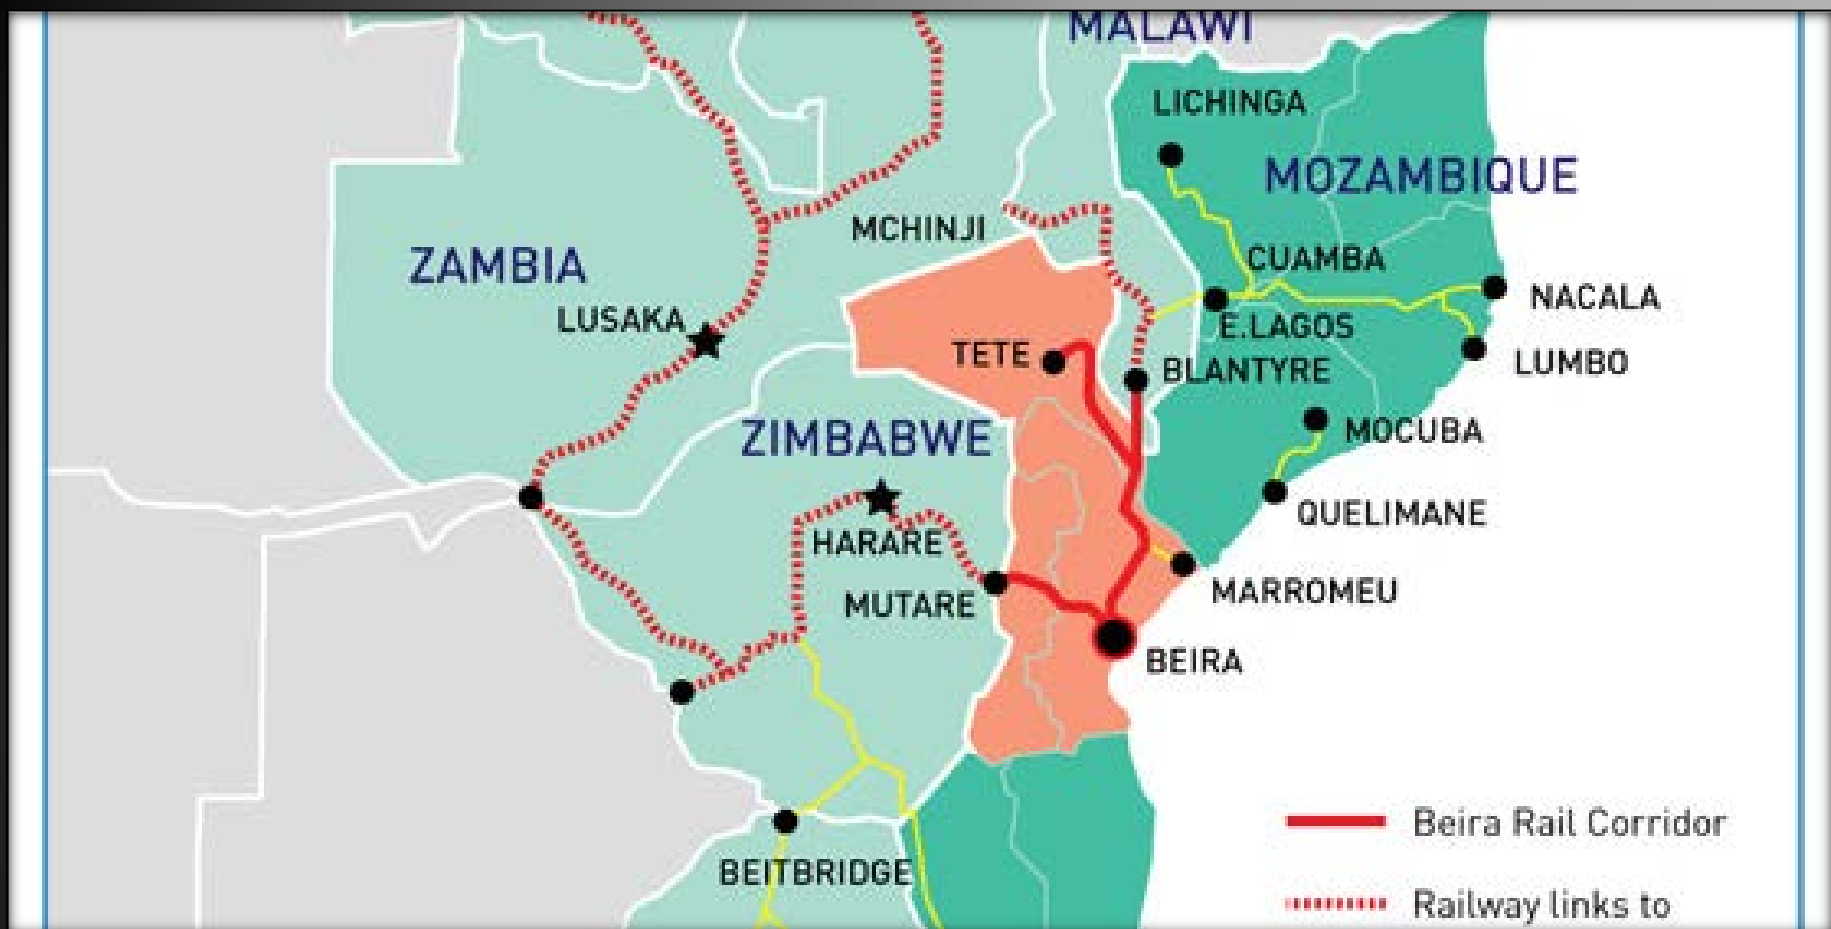 MALAWI
LICHINGA
MOZAMBIQUE
MCHINJI
ZAMBIA
CUAMBA
NACALA
LUSAKA
E.LAGOS
TETE
BLANTYRE
LUMBO
ZIMBABWE
MOCUBA
QUELIMANE
HARARE
MUTARE
MARROMEU
BEIRA
Beira Rail Corridor
BEITBRIDGE
Railway links to